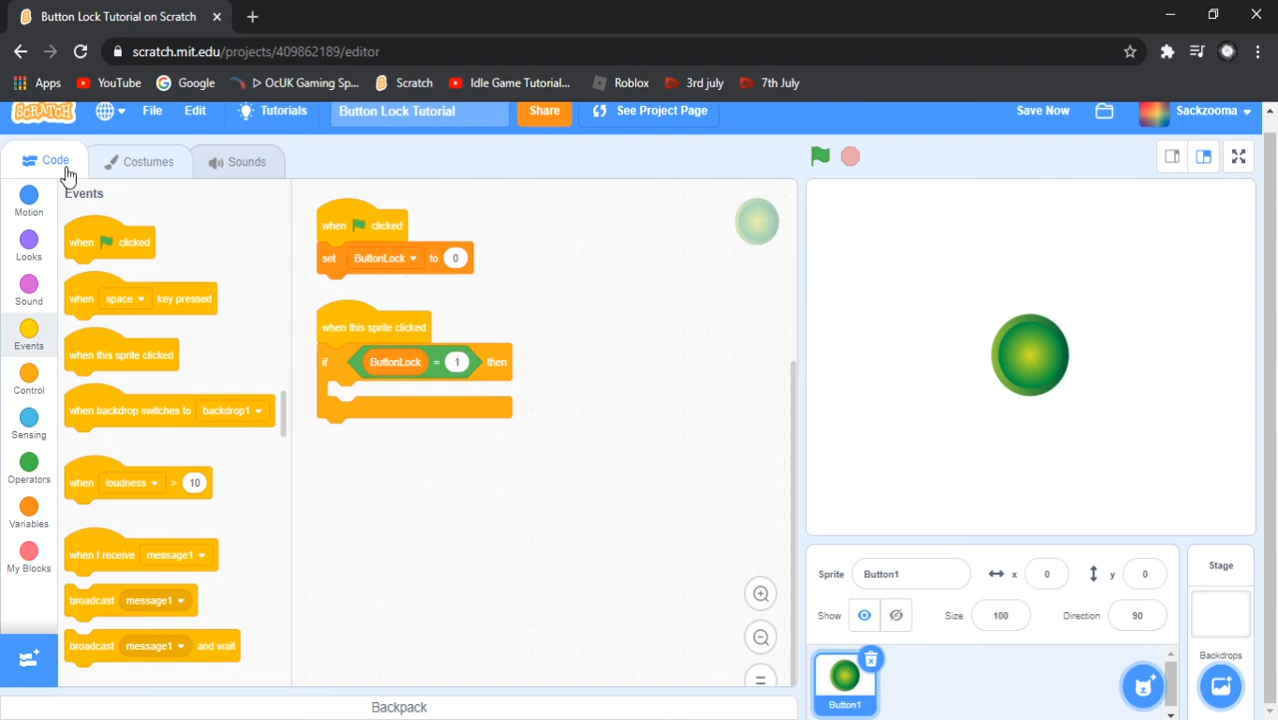 Button Lock Tutorial on Scratch
scratch.mit.edu/projects/409862189/editor
Apps YouTube Google ▷ OcUK Gaming Sp... Scratch Idle Game Tutorial... Roblox 3rd july 7th July
SCRATCH File Edit Tutorials Button Lock Tutorial Share See Project Page Save Now Sackzooma
Code Costumes Sounds
Motion
Looks
Sound
Events
Control
Sensing
Operators
Variables
My Blocks
Events
when clicked
when space key pressed
when this sprite clicked
when backdrop switches to backdrop1
when loudness > 10
when I receive message1
broadcast message1
broadcast message1 and wait
when clicked
set ButtonLock to 0
when this sprite clicked
if ButtonLock = 1 then
Sprite Button1 x 0 y 0
Show Size 100 Direction 90
Button1
Stage
Backdrops
Backpack